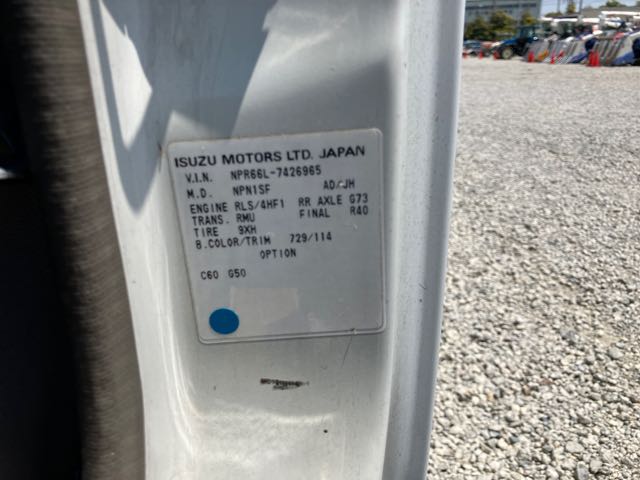 ISUZU MOTORS LTD. JAPAN
V.I.N. NPR66L-7426965
M.D. NPN1SF AD/JH
ENGINE RLS/4HF1 RR AXLE G73
TRANS. RMU FINAL R40
TIRE 9XH
B.COLOR/TRIM 729/114
OPTION
C60 G50